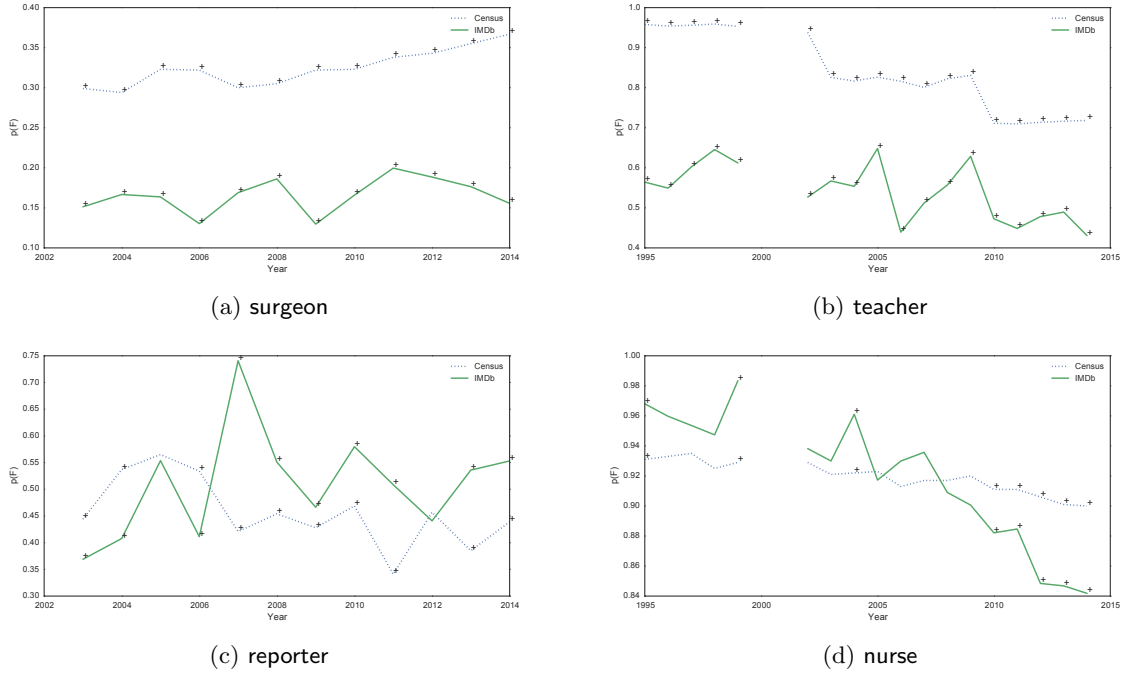 0.40
0.35
0.30
0.25
0.20
0.15
0.10
p(F)
2002 2004 2006 2008 2010 2012 2014
Year
Census
IMDb
(a) surgeon
1.0
0.9
0.8
0.7
0.6
0.5
0.4
p(F)
1995 2000 2005 2010 2015
Year
Census
IMDb
(b) teacher
0.75
0.70
0.65
0.60
0.55
0.50
0.45
0.40
0.35
0.30
p(F)
2002 2004 2006 2008 2010 2012 2014
Year
Census
IMDb
(c) reporter
1.00
0.98
0.96
0.94
0.92
0.90
0.88
0.86
0.84
p(F)
1995 2000 2005 2010 2015
Year
Census
IMDb
(d) nurse